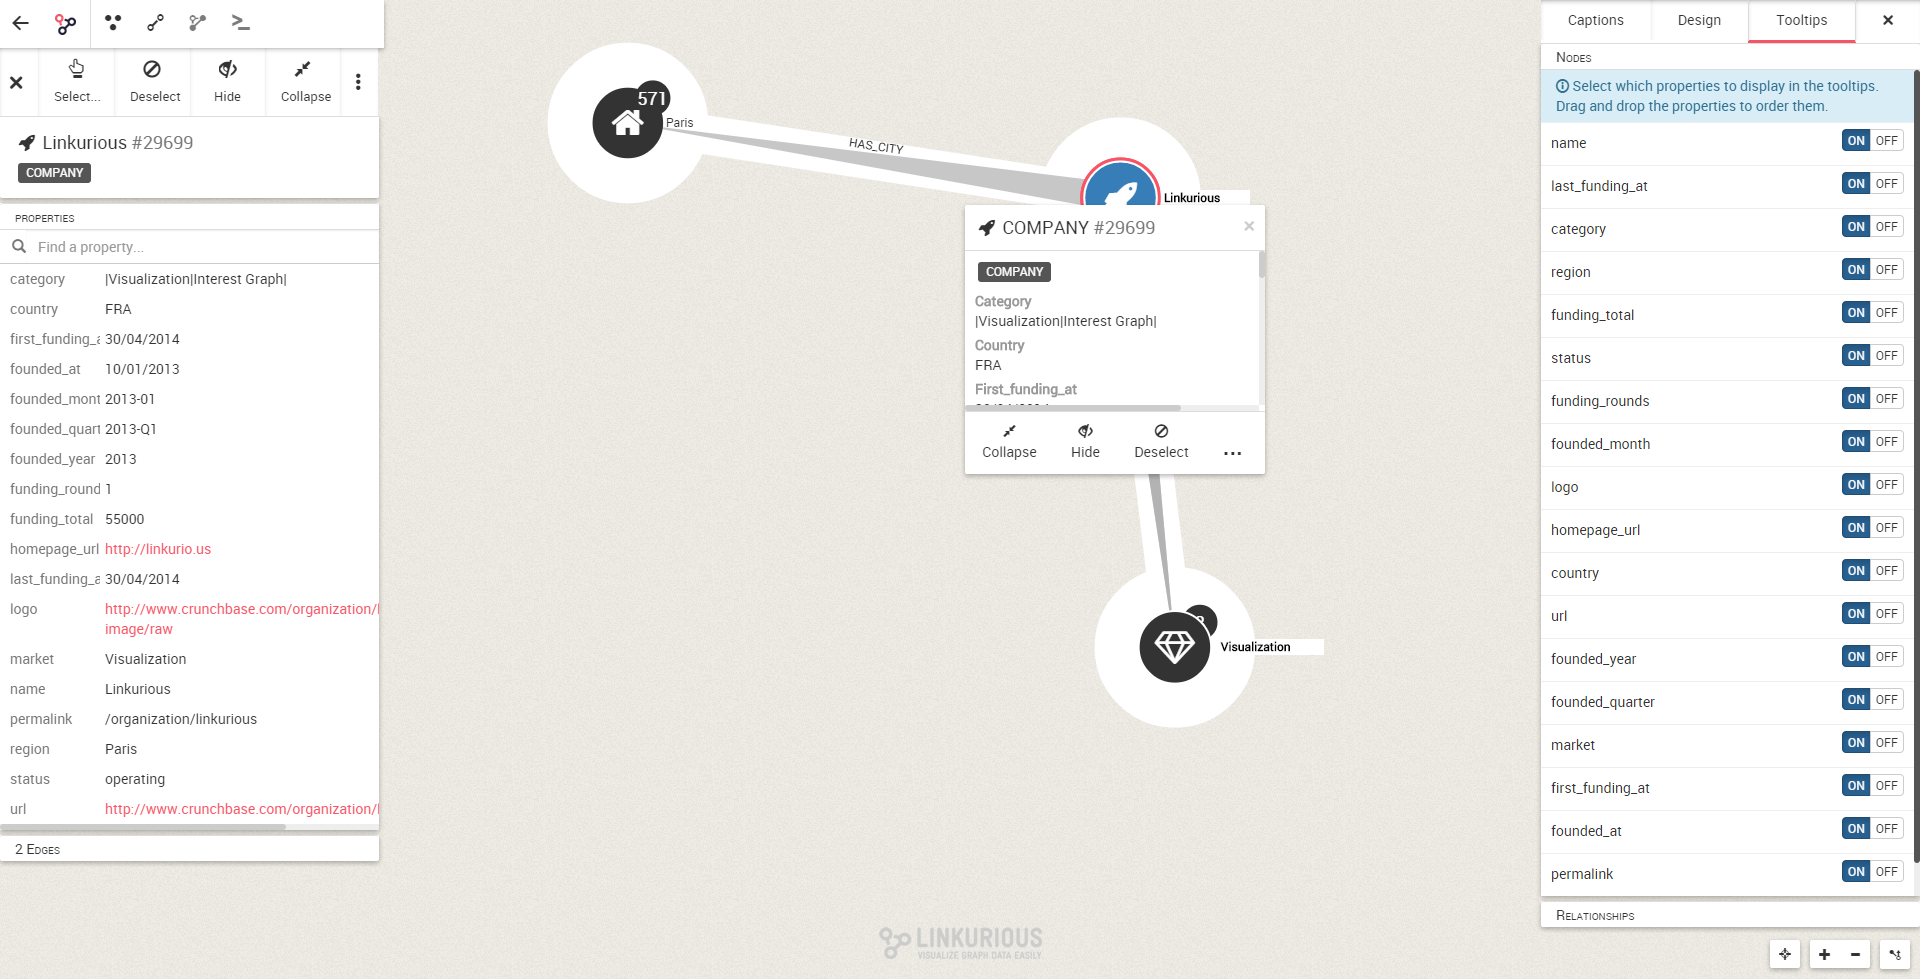 Select...
Deselect
Hide
Collapse
Linkurious #29699
COMPANY
PROPERTIES
Find a property...
category |Visualization|Interest Graph|
country FRA
first_funding_a 30/04/2014
founded_at 10/01/2013
founded_mont 2013-01
founded_quart 2013-Q1
founded_year 2013
funding_round 1
funding_total 55000
homepage_url http://linkurio.us
last_funding_a 30/04/2014
logo http://www.crunchbase.com/organization/
image/raw
market Visualization
name Linkurious
permalink /organization/linkurious
region Paris
status operating
url http://www.crunchbase.com/organization/
2 EDGES
571
Paris
HAS_CITY
Linkurious
COMPANY #29699
×
COMPANY
Category
|Visualization|Interest Graph|
Country
FRA
First_funding_at
Collapse
Hide
Deselect
...
Visualization
LINKURIOUS
VISUALIZE GRAPH DATA EASILY
Captions
Design
Tooltips
NODES
Select which properties to display in the tooltips.
Drag and drop the properties to order them.
name ON OFF
last_funding_at ON OFF
category ON OFF
region ON OFF
funding_total ON OFF
status ON OFF
funding_rounds ON OFF
founded_month ON OFF
logo ON OFF
homepage_url ON OFF
country ON OFF
url ON OFF
founded_year ON OFF
founded_quarter ON OFF
market ON OFF
first_funding_at ON OFF
founded_at ON OFF
permalink ON OFF
RELATIONSHIPS